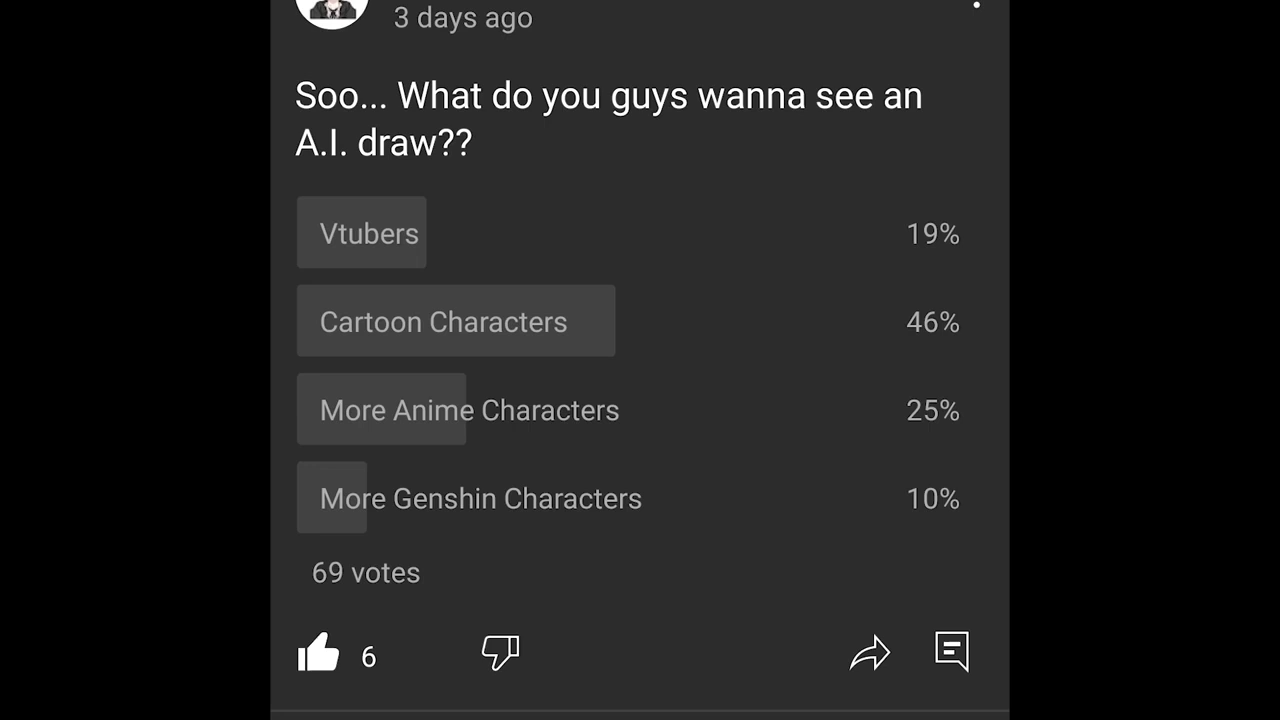 3 days ago
Soo... What do you guys wanna see an
A.I. draw??
Vtubers 19%
Cartoon Characters 46%
More Anime Characters 25%
More Genshin Characters 10%
69 votes
6